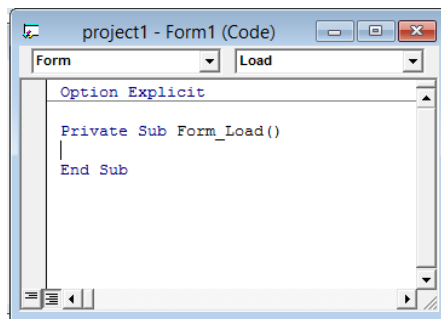 project1 - Form1 (Code)
Form
Load
Option Explicit
Private Sub Form_Load()
End Sub